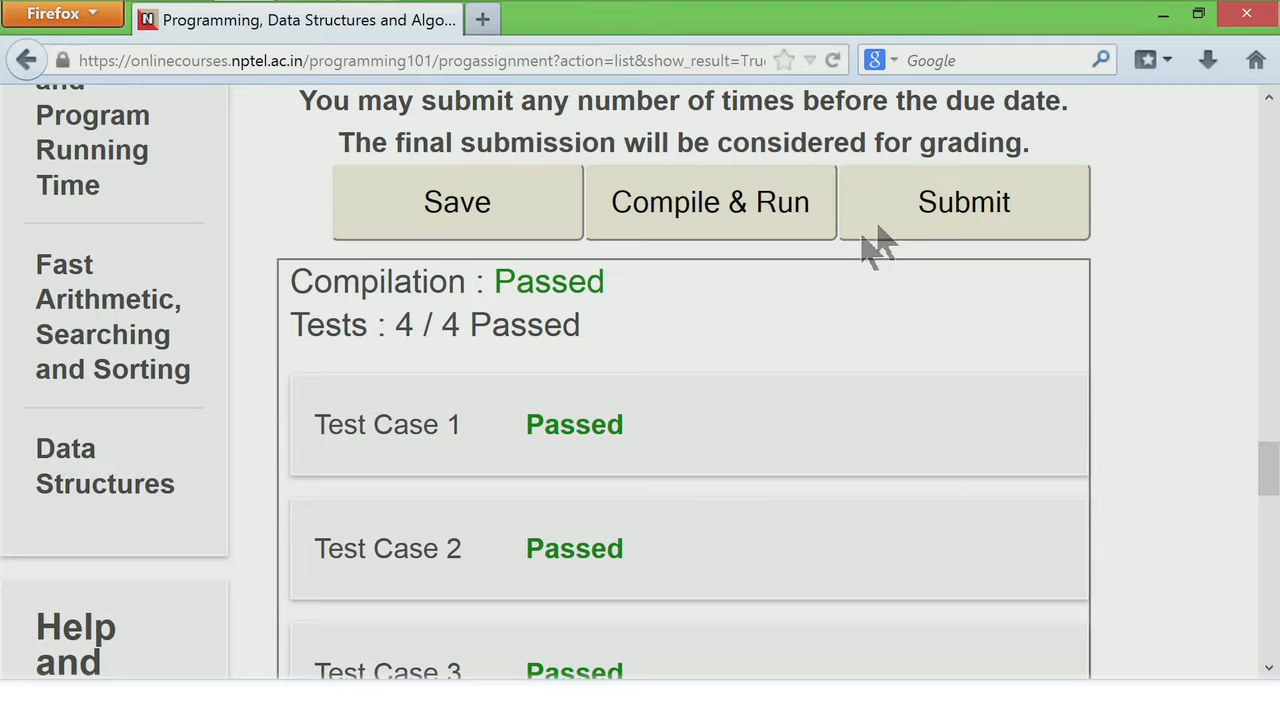 Firefox
Programming, Data Structures and Algo...
https://onlinecourses.nptel.ac.in/programming101/progassignment?action=list&show_result=Tru
Google
and
Program
Running
Time
Fast
Arithmetic,
Searching
and Sorting
Data
Structures
Help
and
You may submit any number of times before the due date.
The final submission will be considered for grading.
Save
Compile & Run
Submit
Compilation : Passed
Tests : 4 / 4 Passed
Test Case 1 Passed
Test Case 2 Passed
Test Case 3 Passed